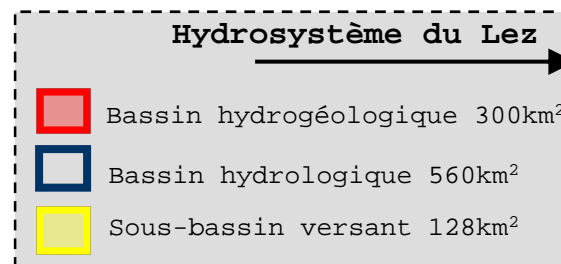 Hydrosystème du Lez
Bassin hydrogéologique 300km²
Bassin hydrologique 560km²
Sous-bassin versant 128km²